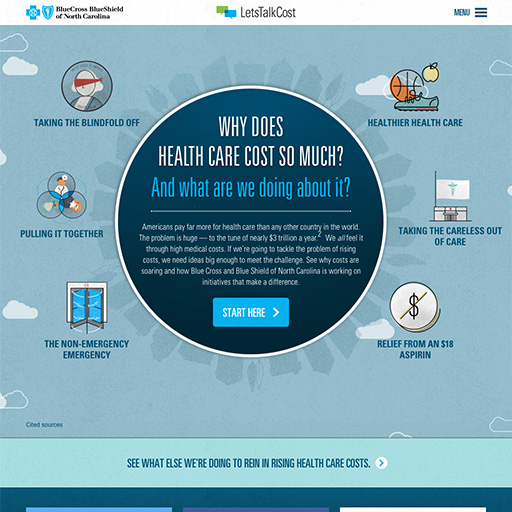 BlueCross BlueShield
of North Carolina
LetsTalkCost
MENU
TAKING THE BLINDFOLD OFF
HEALTHIER HEALTH CARE
PULLING IT TOGETHER
TAKING THE CARELESS OUT
OF CARE
THE NON-EMERGENCY
EMERGENCY
RELIEF FROM AN $18
ASPIRIN
WHY DOES
HEALTH CARE COST SO MUCH?
And what are we doing about it?
Americans pay far more for health care than any other country in the world.
The problem is huge — to the tune of nearly $3 trillion a year.² We all feel it
through high medical costs. If we're going to tackle the problem of rising
costs, we need ideas big enough to meet the challenge. See why costs are
soaring and how Blue Cross and Blue Shield of North Carolina is working on
initiatives that make a difference.
START HERE
Cited sources
SEE WHAT ELSE WE'RE DOING TO REIN IN RISING HEALTH CARE COSTS.